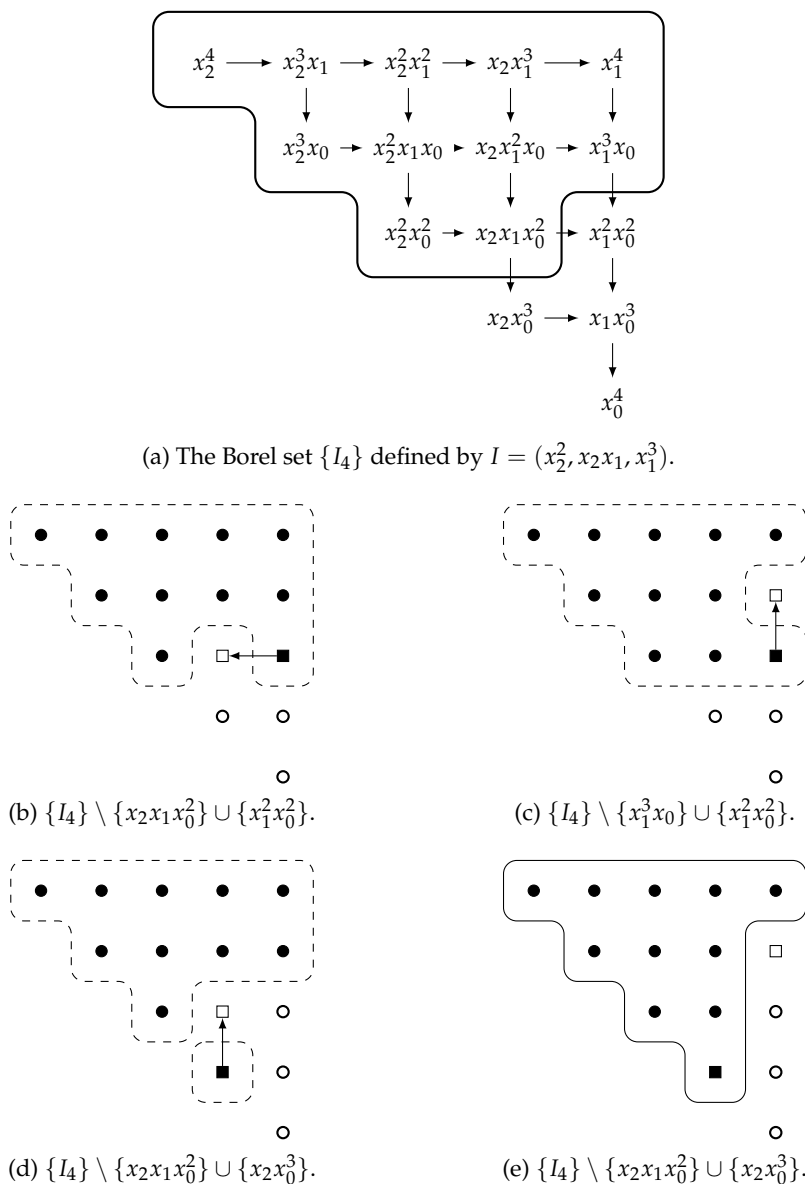 x_2^4 x_2^3x_1 x_2^2x_1^2 x_2x_1^3 x_1^4
x_2^3x_0 x_2^2x_1x_0 x_2x_1^2x_0 x_1^3x_0
x_2^2x_0^2 x_2x_1x_0^2 x_1^2x_0^2
x_2x_0^3 x_1x_0^3
x_0^4
(a) The Borel set {I_4} defined by I = (x_2^2, x_2x_1, x_1^3).
(b) {I_4} \ {x_2x_1x_0^2} ∪ {x_1^2x_0^2}.
(c) {I_4} \ {x_1^3x_0} ∪ {x_1^2x_0^2}.
(d) {I_4} \ {x_2x_1x_0^2} ∪ {x_2x_0^3}.
(e) {I_4} \ {x_2x_1x_0^2} ∪ {x_2x_0^3}.